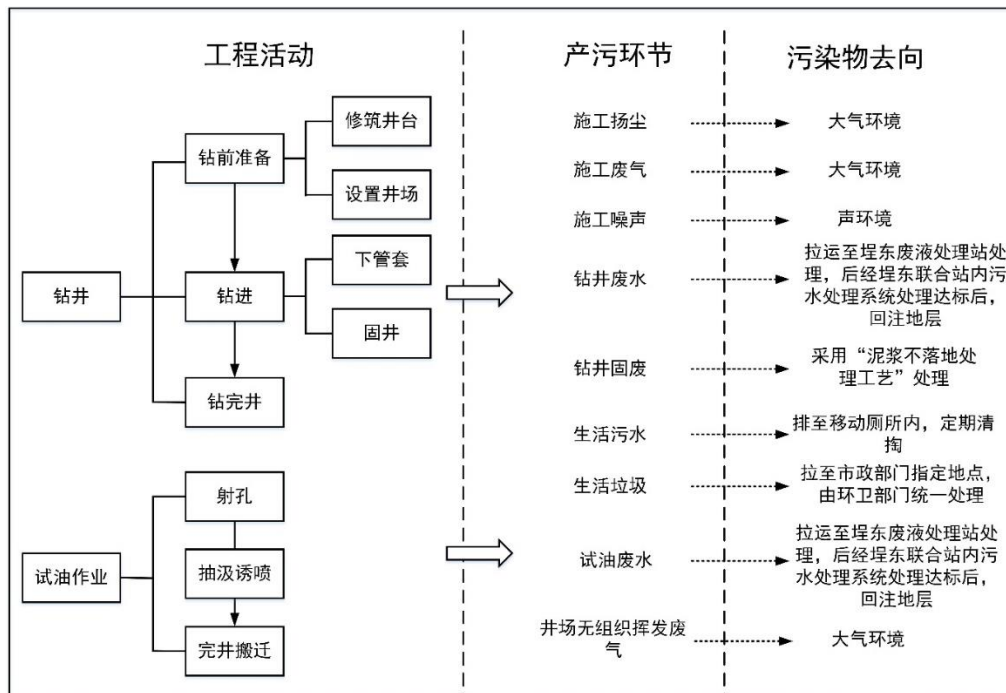 工程活动
产污环节
污染物去向
修筑井台
钻前准备
设置井场
下管套
钻井
钻进
固井
钻完井
射孔
试油作业
抽汲诱喷
完井搬迁
施工扬尘
大气环境
施工废气
大气环境
施工噪声
声环境
钻井废水
拉运至埕东废液处理站处
理，后经埕东联合站内污
水处理系统处理达标后，
回注地层
钻井固废
采用“泥浆不落地处
理工艺”处理
生活污水
排至移动厕所内，定期清
掏
生活垃圾
拉至市政部门指定地点，
由环卫部门统一处理
试油废水
拉运至埕东废液处理站处
理，后经埕东联合站内污
水处理系统处理达标后，
回注地层
井场无组织挥发废
气
大气环境